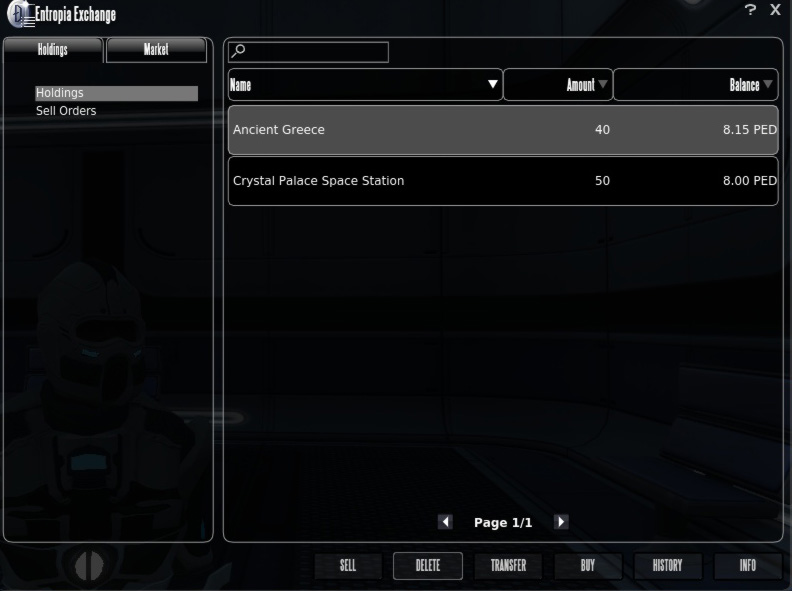 Entropia Exchange
? X
Holdings Market
Holdings
Sell Orders
Name Amount Balance
Ancient Greece 40 8.15 PED
Crystal Palace Space Station 50 8.00 PED
Page 1/1
SELL DELETE TRANSFER BUY HISTORY INFO